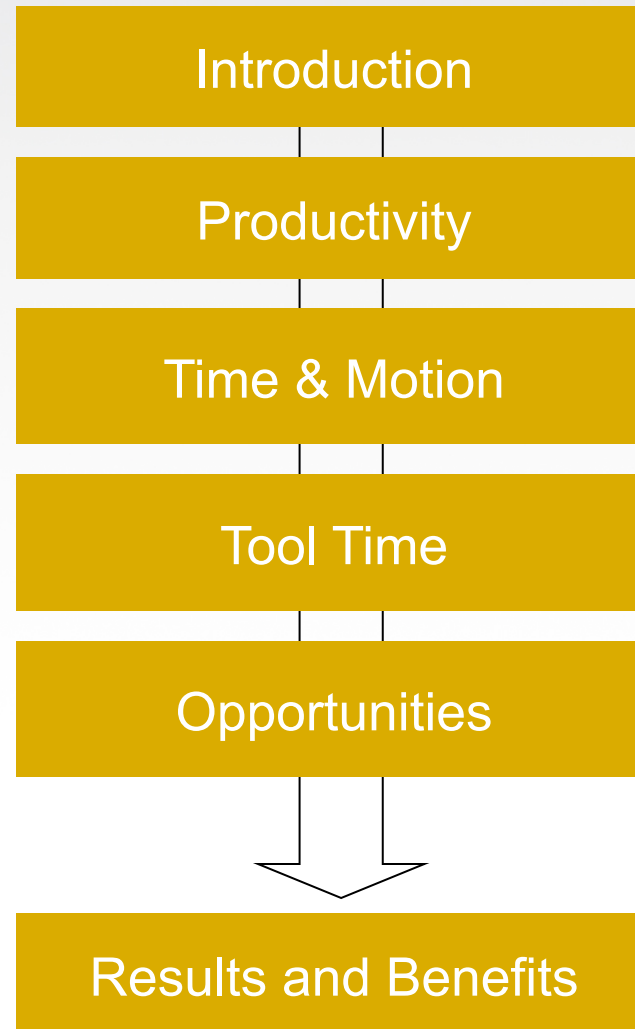 Introduction
Productivity
Time & Motion
Tool Time
Opportunities
Results and Benefits